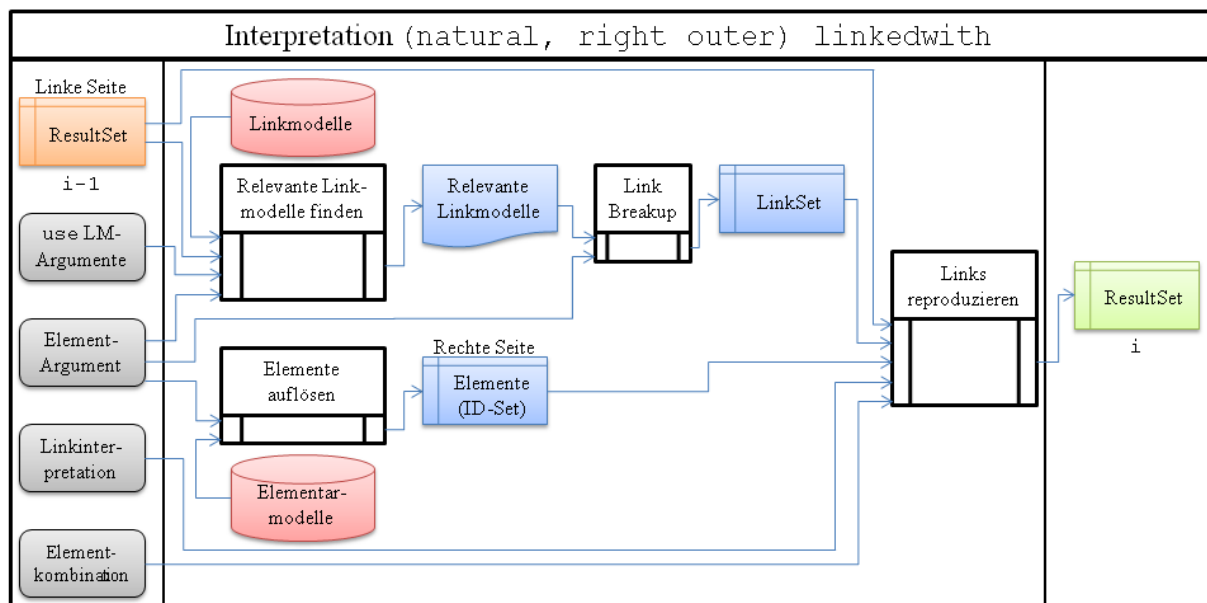 Interpretation (natural, right outer) linkedwith
Linke Seite
ResultSet
i-1
use LM-
Argumente
Element-
Argument
Linkinter-
pretation
Element-
kombination
Linkmodelle
Relevante Link-
modelle finden
Relevante
Linkmodelle
Link
Breakup
LinkSet
Elemente
auflösen
Rechte Seite
Elemente
(ID-Set)
Elementar-
modelle
Links
reproduzieren
ResultSet
i